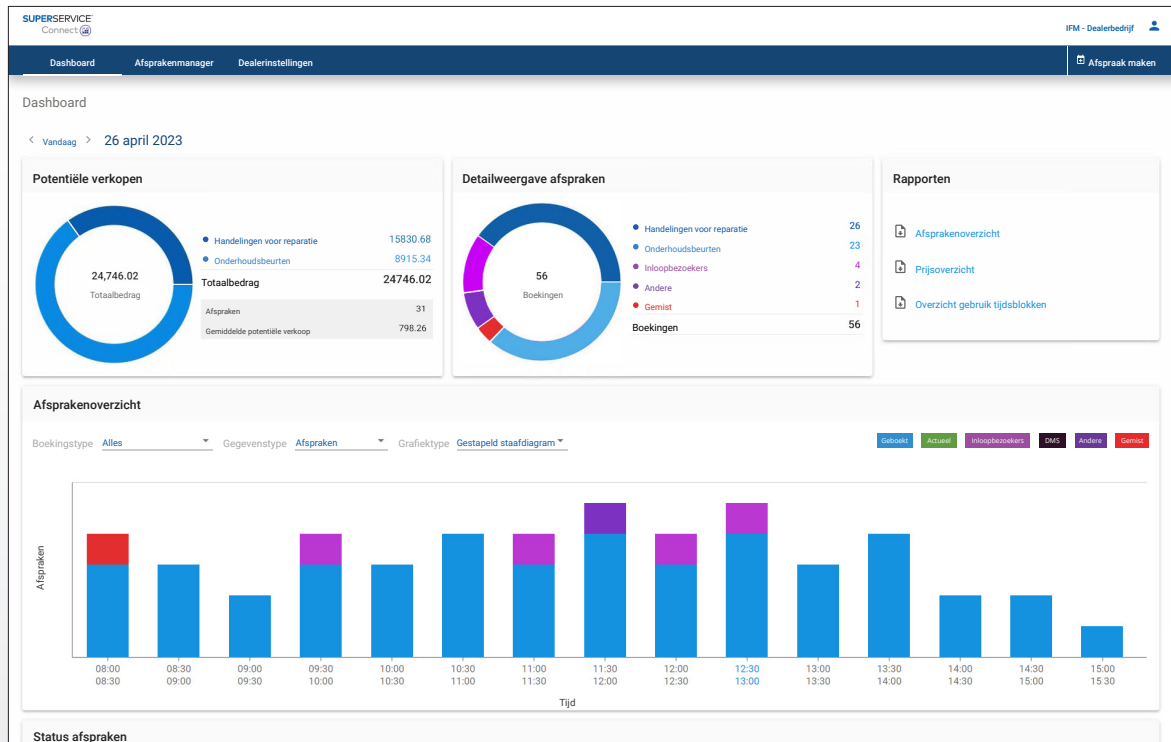 SUPERSERVICE
Connect
IFM - Dealerbedrijf
Dashboard
Afsprakenmanager
Dealerinstellingen
Afspraak maken
Dashboard
Vandaag
26 april 2023
Potentiële verkopen
24,746.02
Totaalbedrag
Handelingen voor reparatie 15830.68
Onderhoudsbeurten 8915.34
Totaalbedrag 24746.02
Afspraken 31
Gemiddelde potentiële verkoop 798.26
Detailweergave afspraken
56
Boekingen
Handelingen voor reparatie 26
Onderhoudsbeurten 23
Inloopbezoekers 4
Andere 2
Gemist 1
Boekingen 56
Rapporten
Afsprakenoverzicht
Prijsoverzicht
Overzicht gebruik tijdsblokken
Afsprakenoverzicht
Boekingstype Alles
Gegevenstype Afspraken
Grafiektype Gestapeld staafdiagram
Geboekt
Actueel
Inloopbezoekers
DMS
Andere
Gemist
Afspraken
08:00 08:30 09:00 09:30 10:00 10:30 11:00 11:30 12:00 12:30 13:00 13:30 14:00 14:30 15:00
08:30 09:00 09:30 10:00 10:30 11:00 11:30 12:00 12:30 13:00 13:30 14:00 14:30 15:00 15:30
Tijd
Status afspraken